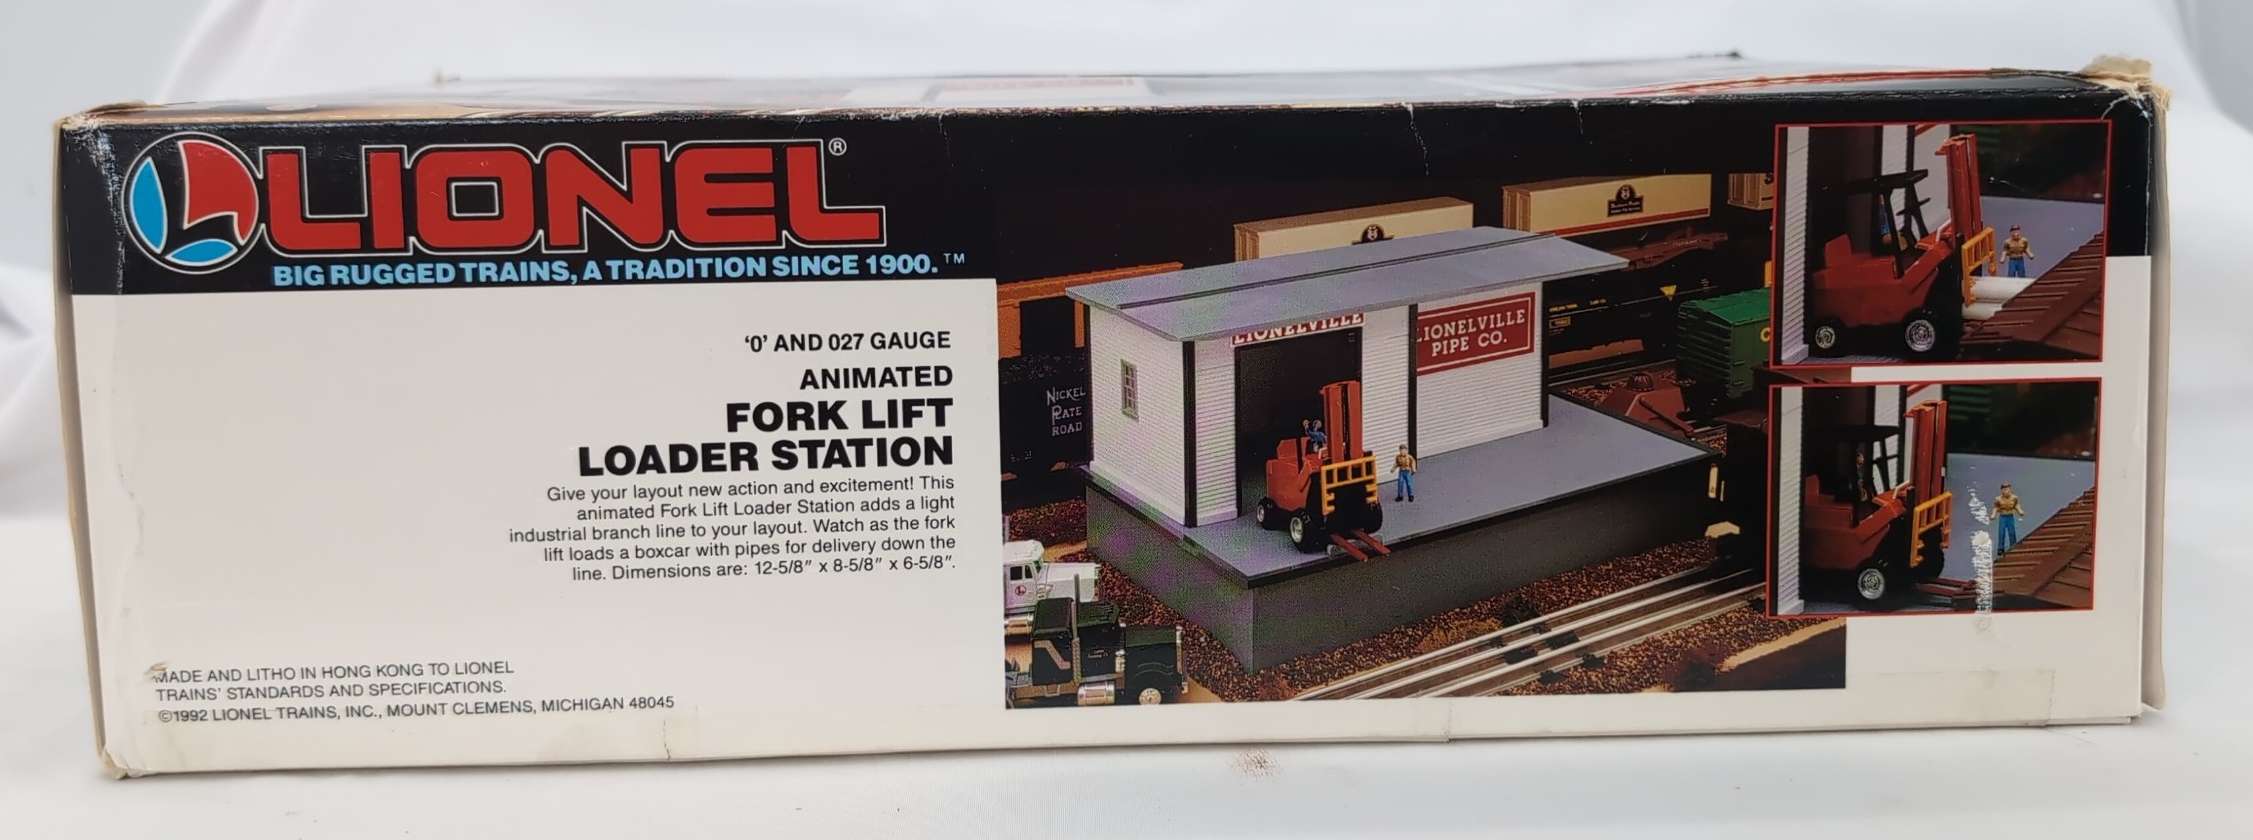 LIONEL®
BIG RUGGED TRAINS, A TRADITION SINCE 1900.™
'0' AND 027 GAUGE
ANIMATED
FORK LIFT
LOADER STATION
Give your layout new action and excitement! This
animated Fork Lift Loader Station adds a light
industrial branch line to your layout. Watch as the fork
lift loads a boxcar with pipes for delivery down the
line. Dimensions are: 12-5/8" x 8-5/8" x 6-5/8".
MADE AND LITHO IN HONG KONG TO LIONEL
TRAINS' STANDARDS AND SPECIFICATIONS.
©1992 LIONEL TRAINS, INC., MOUNT CLEMENS, MICHIGAN 48045
LIONELVILLE
LIONELVILLE
PIPE CO.
NICKEL
PLATE
ROAD